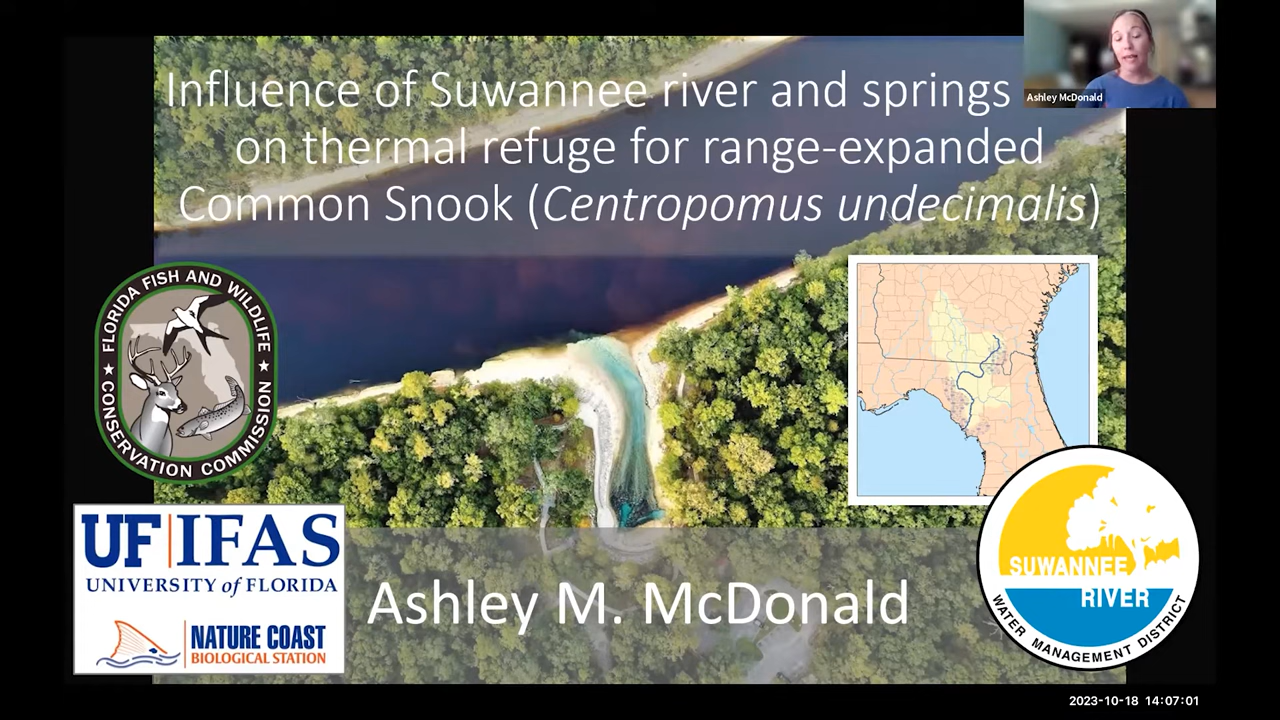 Influence of Suwannee river and springs
on thermal refuge for range-expanded
Common Snook (Centropomus undecimalis)
Ashley McDonald
FLORIDA FISH AND WILDLIFE
CONSERVATION COMMISSION
UF|IFAS
UNIVERSITY of FLORIDA
NATURE COAST
BIOLOGICAL STATION
Ashley M. McDonald
SUWANNEE
RIVER
WATER MANAGEMENT DISTRICT
2023-10-18 14:07:01